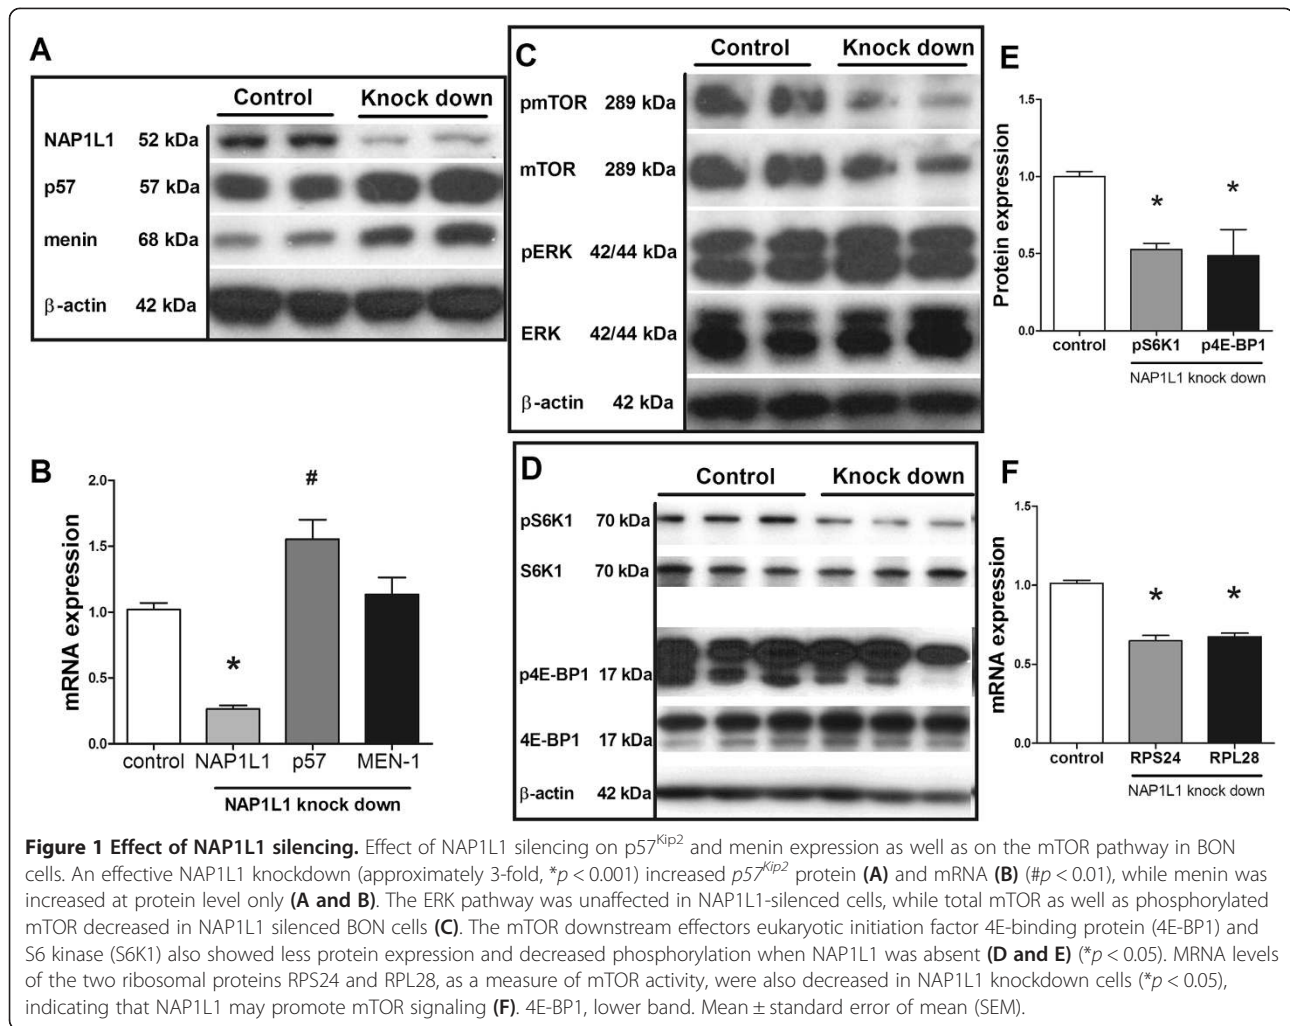 A
Control Knock down
NAP1L1 52 kDa
p57 57 kDa
menin 68 kDa
β-actin 42 kDa
B
mRNA expression
2.0
1.5
1.0
0.5
0.0
*
#
control NAP1L1 p57 MEN-1
NAP1L1 knock down
C
Control Knock down
pmTOR 289 kDa
mTOR 289 kDa
pERK 42/44 kDa
ERK 42/44 kDa
β-actin 42 kDa
D
Control Knock down
pS6K1 70 kDa
S6K1 70 kDa
p4E-BP1 17 kDa
4E-BP1 17 kDa
β-actin 42 kDa
E
Protein expression
1.5
1.0
0.5
0.0
* *
control pS6K1 p4E-BP1
NAP1L1 knock down
F
mRNA expression
1.5
1.0
0.5
0.0
* *
control RPS24 RPL28
NAP1L1 knock down
Figure 1 Effect of NAP1L1 silencing. Effect of NAP1L1 silencing on p57Kip2 and menin expression as well as on the mTOR pathway in BON
cells. An effective NAP1L1 knockdown (approximately 3-fold, *p < 0.001) increased p57Kip2 protein (A) and mRNA (B) (#p < 0.01), while menin was
increased at protein level only (A and B). The ERK pathway was unaffected in NAP1L1-silenced cells, while total mTOR as well as phosphorylated
mTOR decreased in NAP1L1 silenced BON cells (C). The mTOR downstream effectors eukaryotic initiation factor 4E-binding protein (4E-BP1) and
S6 kinase (S6K1) also showed less protein expression and decreased phosphorylation when NAP1L1 was absent (D and E) (*p < 0.05). MRNA levels
of the two ribosomal proteins RPS24 and RPL28, as a measure of mTOR activity, were also decreased in NAP1L1 knockdown cells (*p < 0.05),
indicating that NAP1L1 may promote mTOR signaling (F). 4E-BP1, lower band. Mean ± standard error of mean (SEM).